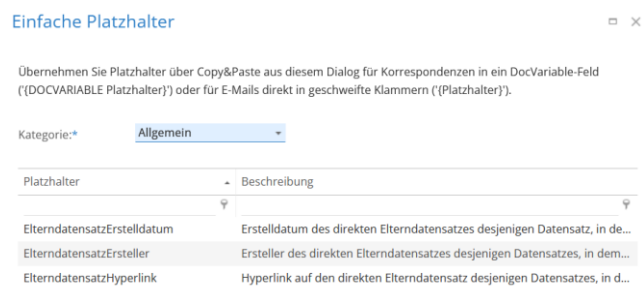 Einfache Platzhalter
Übernehmen Sie Platzhalter über Copy&Paste aus diesem Dialog für Korrespondenzen in ein DocVariable-Feld
('{DOCVARIABLE Platzhalter}') oder für E-Mails direkt in geschweifte Klammern ('{Platzhalter}').
Kategorie:* Allgemein
Platzhalter Beschreibung
ElterndatensatzErstelldatum Erstelldatum des direkten Elterndatensatzes desjenigen Datensatz, in de...
ElterndatensatzErsteller Ersteller des direkten Elterndatensatzes desjenigen Datensatzes, in dem...
ElterndatensatzHyperlink Hyperlink auf den direkten Elterndatensatz desjenigen Datensatzes, in d...